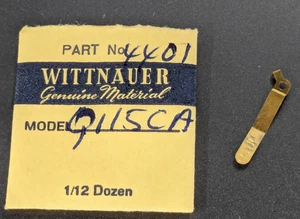 PART No. 4401
WITTNAUER
Genuine Material
MODEL 9115CA
1/12 Dozen